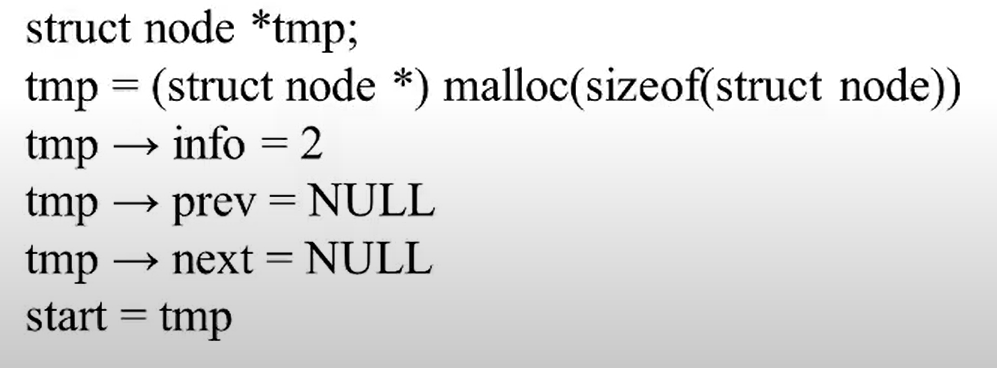 struct node *tmp;
tmp = (struct node *) malloc(sizeof(struct node))
tmp → info = 2
tmp → prev = NULL
tmp → next = NULL
start = tmp